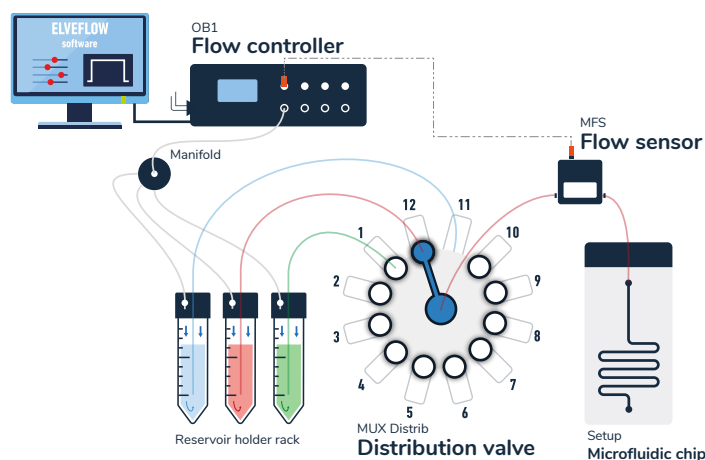 ELVEFLOW
software
OB1
Flow controller
Manifold
MFS
Flow sensor
12
11
1
10
2
9
3
8
4
7
5
6
Reservoir holder rack
MUX Distrib
Distribution valve
Setup
Microfluidic chip